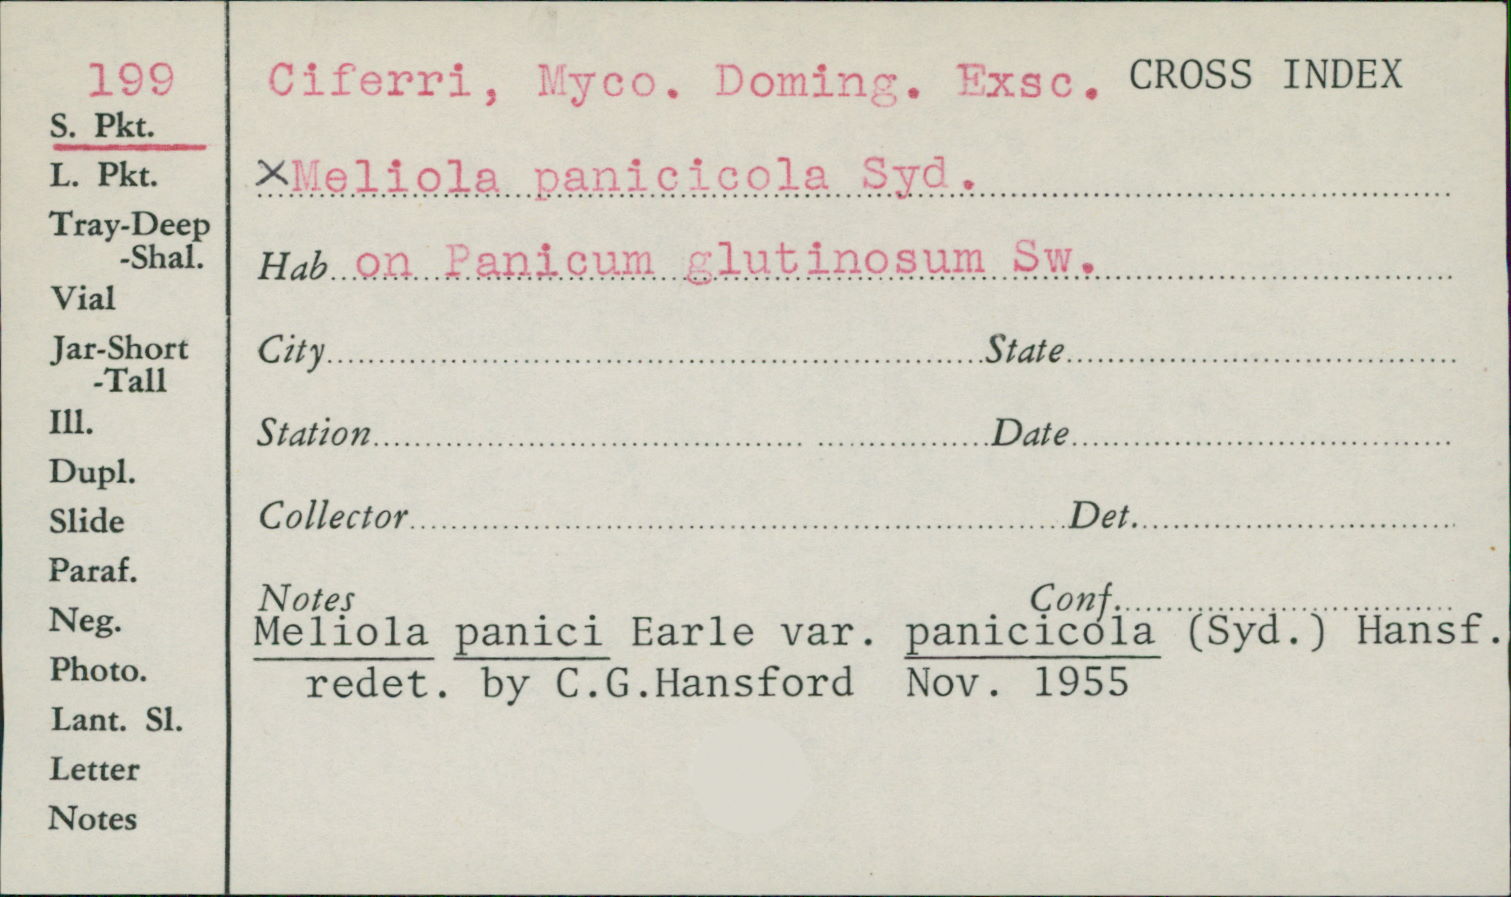 199
S. Pkt.
L. Pkt.
Tray-Deep
-Shal.
Vial
Jar-Short
-Tall
Ill.
Dupl.
Slide
Paraf.
Neg.
Photo.
Lant. Sl.
Letter
Notes
Ciferri, Myco. Doming. Exsc. CROSS INDEX
×Meliola panicicola Syd.
Hab on Panicum glutinosum Sw.
City State
Station Date
Collector Det.
Notes Conf.
Meliola panici Earle var. panicicola (Syd.) Hansf.
redet. by C.G.Hansford Nov. 1955